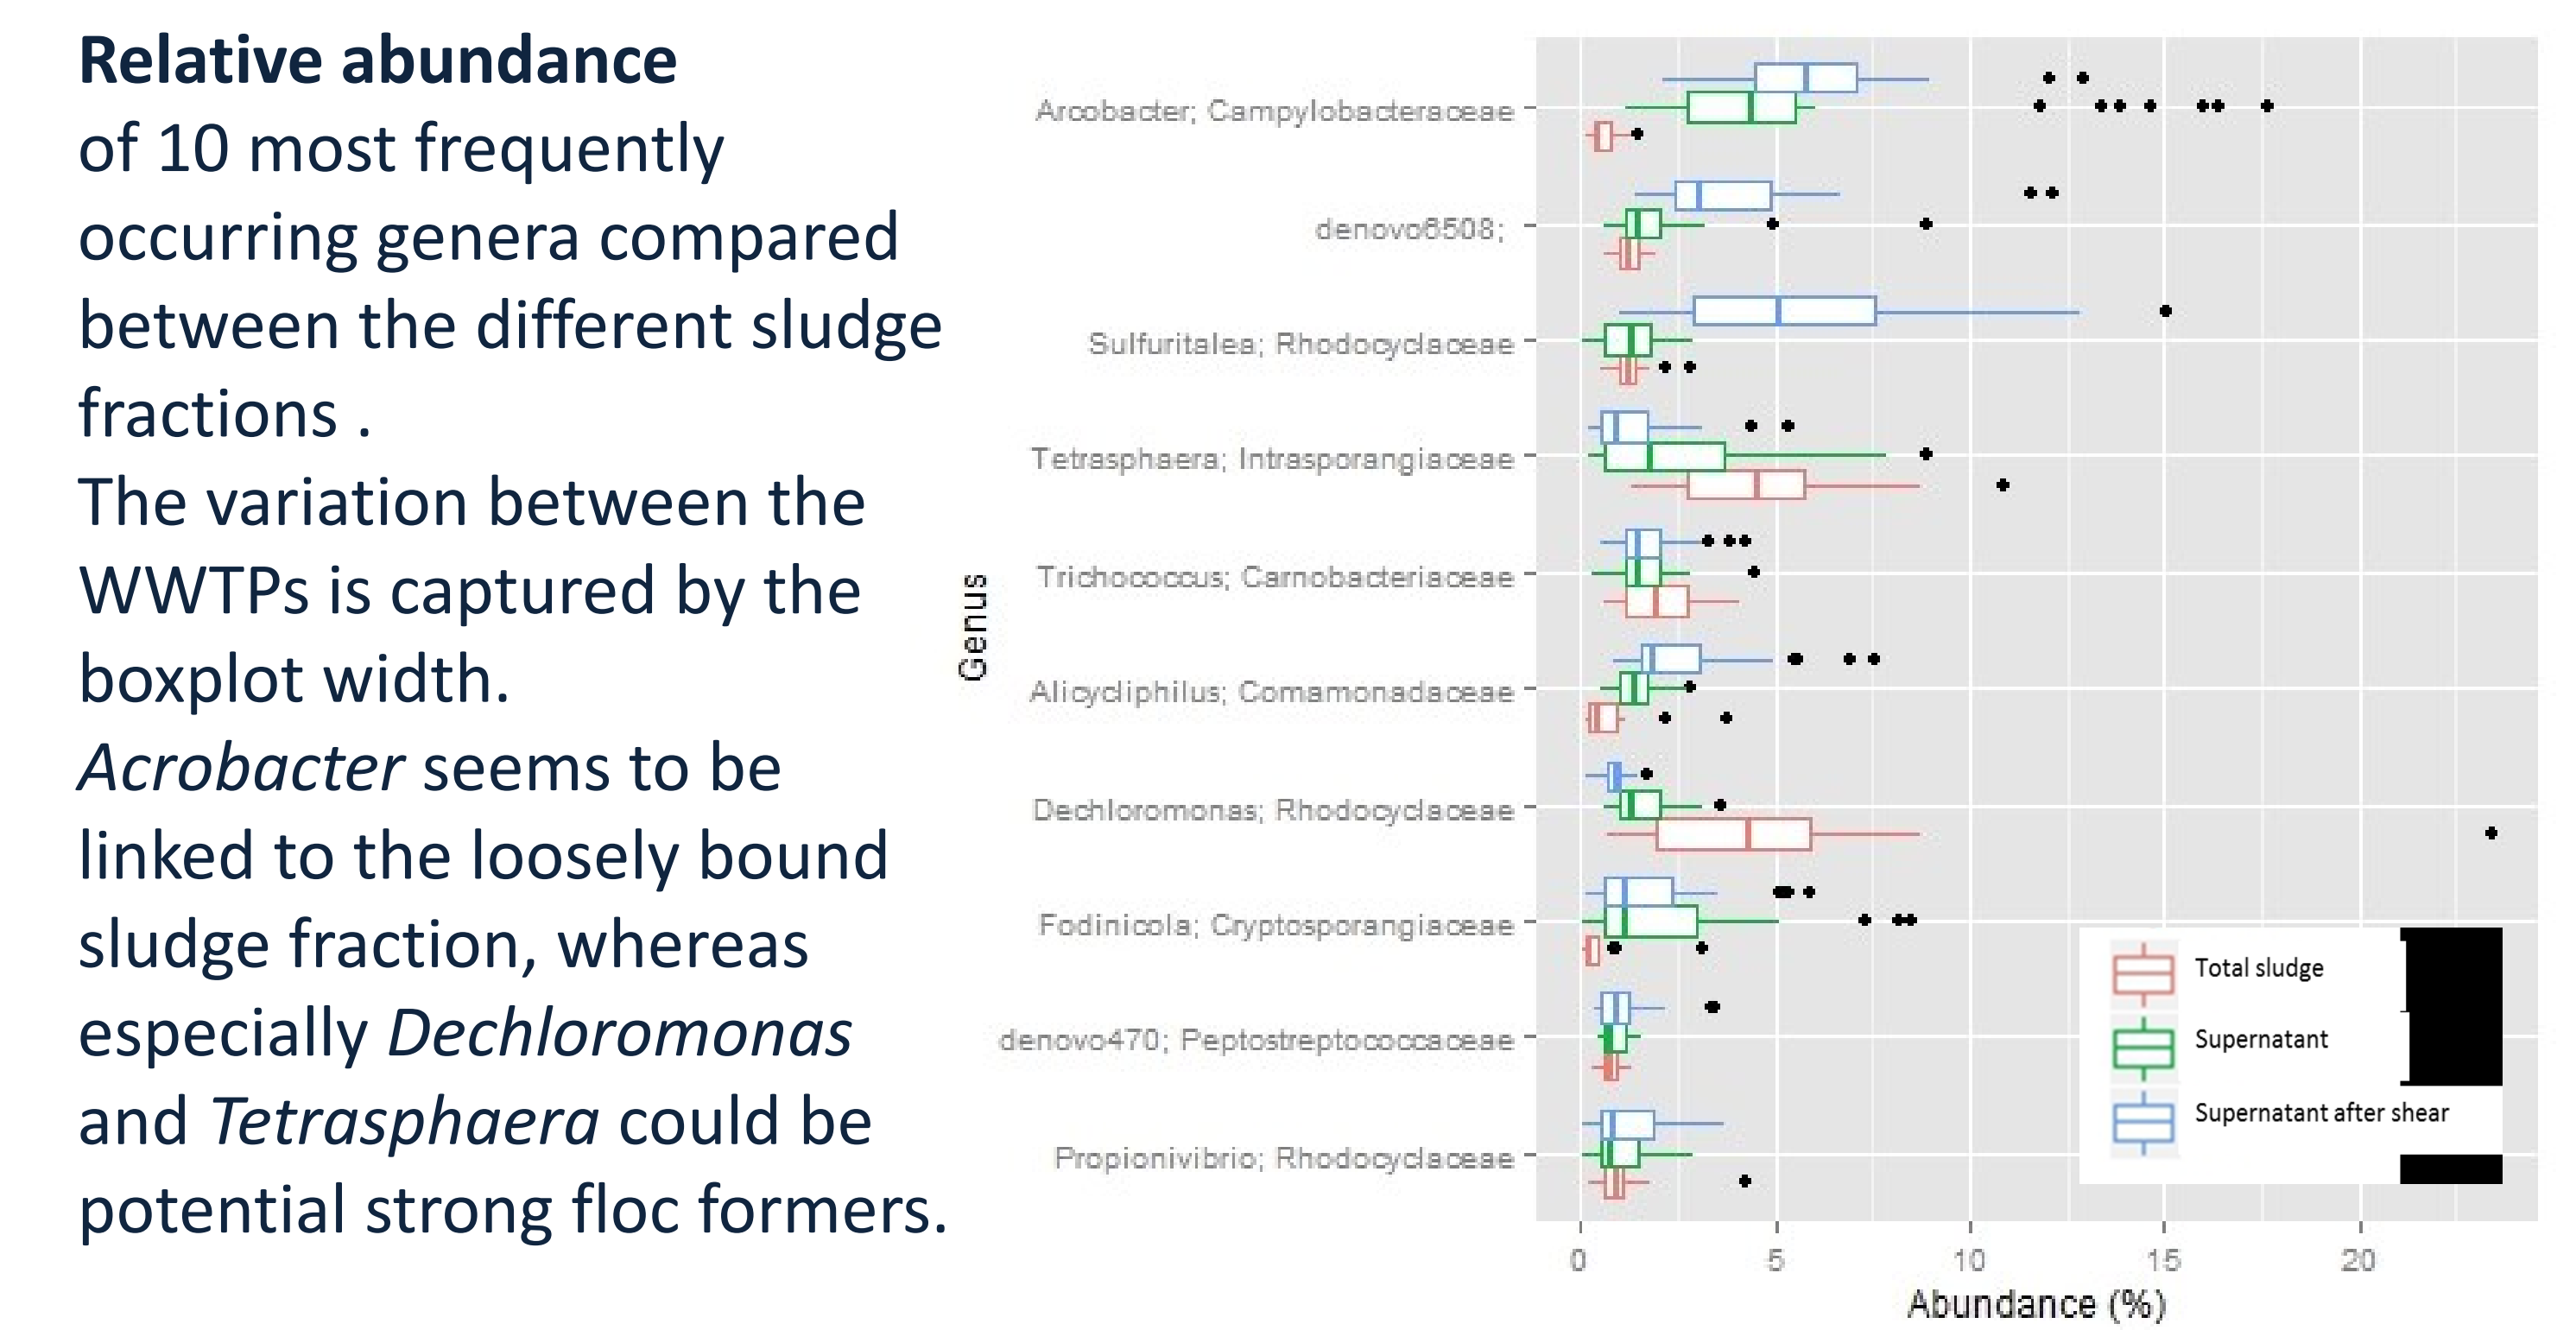 Relative abundance
of 10 most frequently
occurring genera compared
between the different sludge
fractions .
The variation between the
WWTPs is captured by the
boxplot width.
Acrobacter seems to be
linked to the loosely bound
sludge fraction, whereas
especially Dechloromonas
and Tetrasphaera could be
potential strong floc formers.
Genus
Arcobacter; Campylobacteraceae
denovo6508;
Sulfuritalea; Rhodocyclaceae
Tetrasphaera; Intrasporangiaceae
Trichococcus; Carnobacteriaceae
Alicycliphilus; Comamonadaceae
Dechloromonas; Rhodocyclaceae
Fodinicola; Cryptosporangiaceae
denovo470; Peptostreptococcaceae
Propionivibrio; Rhodocyclaceae
Total sludge
Supernatant
Supernatant after shear
0 5 10 15 20
Abundance (%)